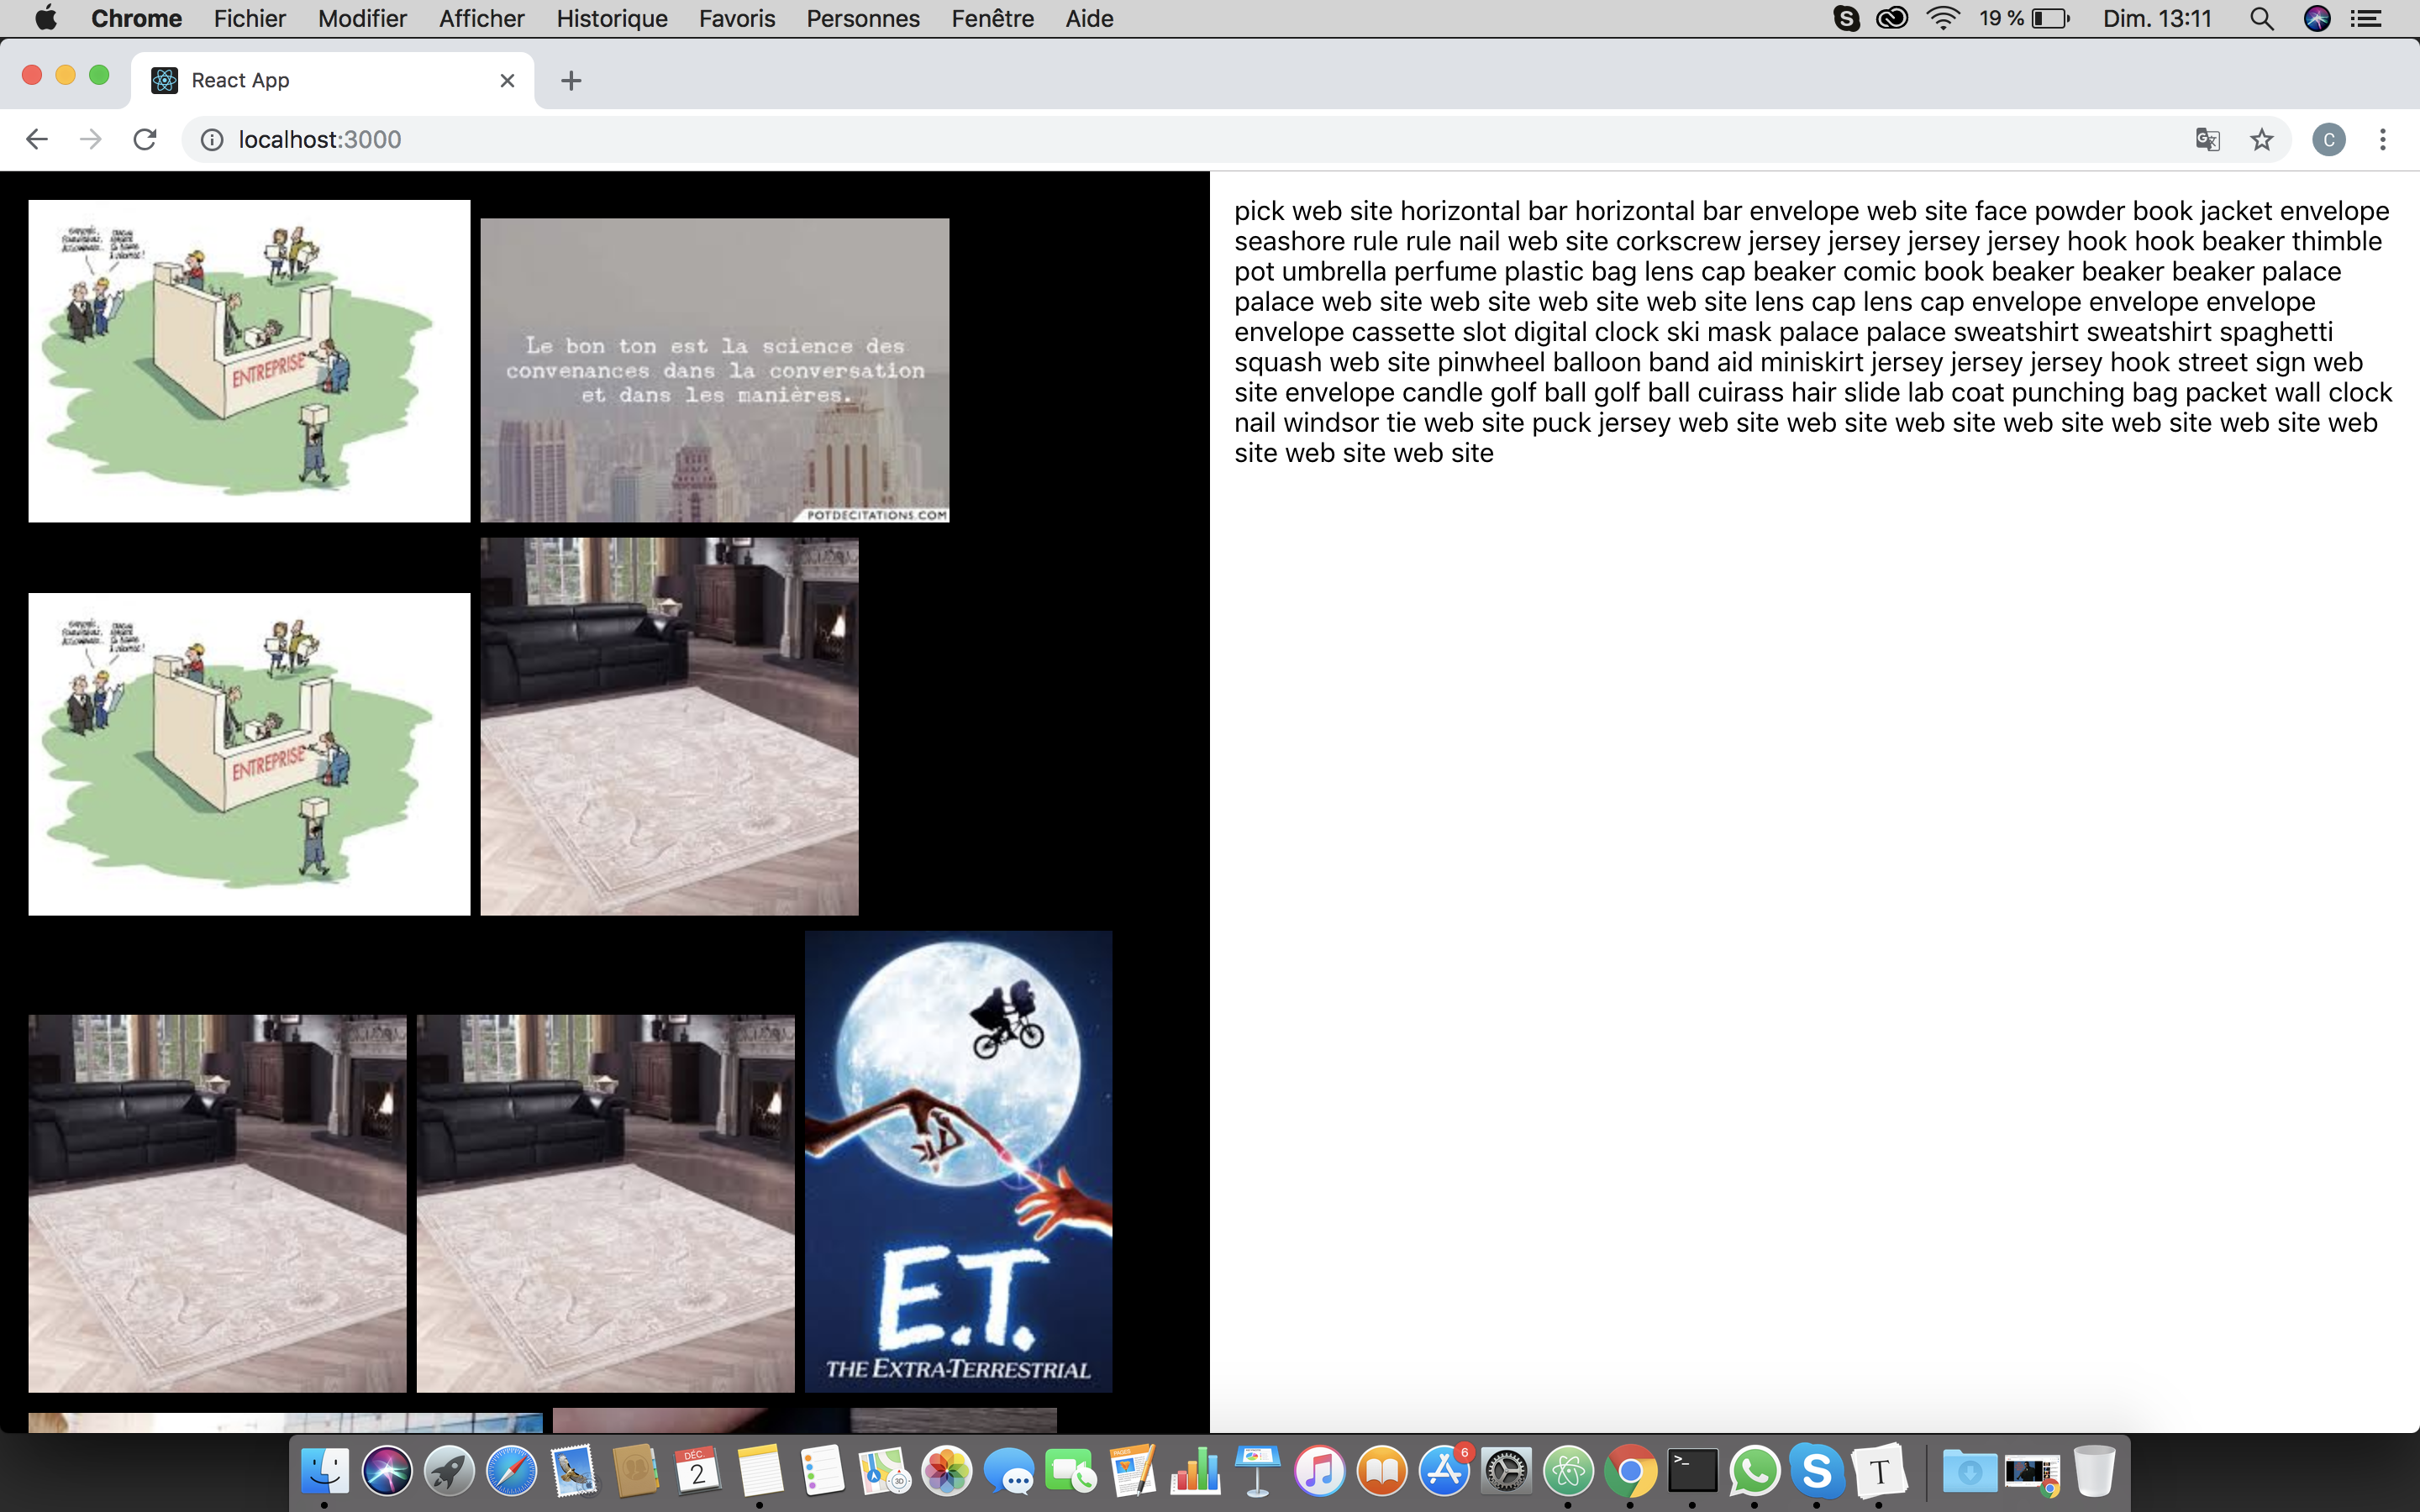 Chrome Fichier Modifier Afficher Historique Favoris Personnes Fenêtre Aide 19 % Dim. 13:11
React App
localhost:3000
C
ENTREPRISE
Le bon ton est la science des
convenances dans la conversation
et dans les manières.
POTDECITATIONS.COM
ENTREPRISE
E.T.
THE EXTRA-TERRESTRIAL
pick web site horizontal bar horizontal bar envelope web site face powder book jacket envelope
seashore rule rule nail web site corkscrew jersey jersey jersey jersey hook hook beaker thimble
pot umbrella perfume plastic bag lens cap beaker comic book beaker beaker beaker palace
palace web site web site web site web site lens cap lens cap envelope envelope envelope
envelope cassette slot digital clock ski mask palace palace sweatshirt sweatshirt spaghetti
squash web site pinwheel balloon band aid miniskirt jersey jersey jersey hook street sign web
site envelope candle golf ball golf ball cuirass hair slide lab coat punching bag packet wall clock
nail windsor tie web site puck jersey web site web site web site web site web site web site web
site web site web site
DÉC.
2
3D
PAGES
6
>_
S
T